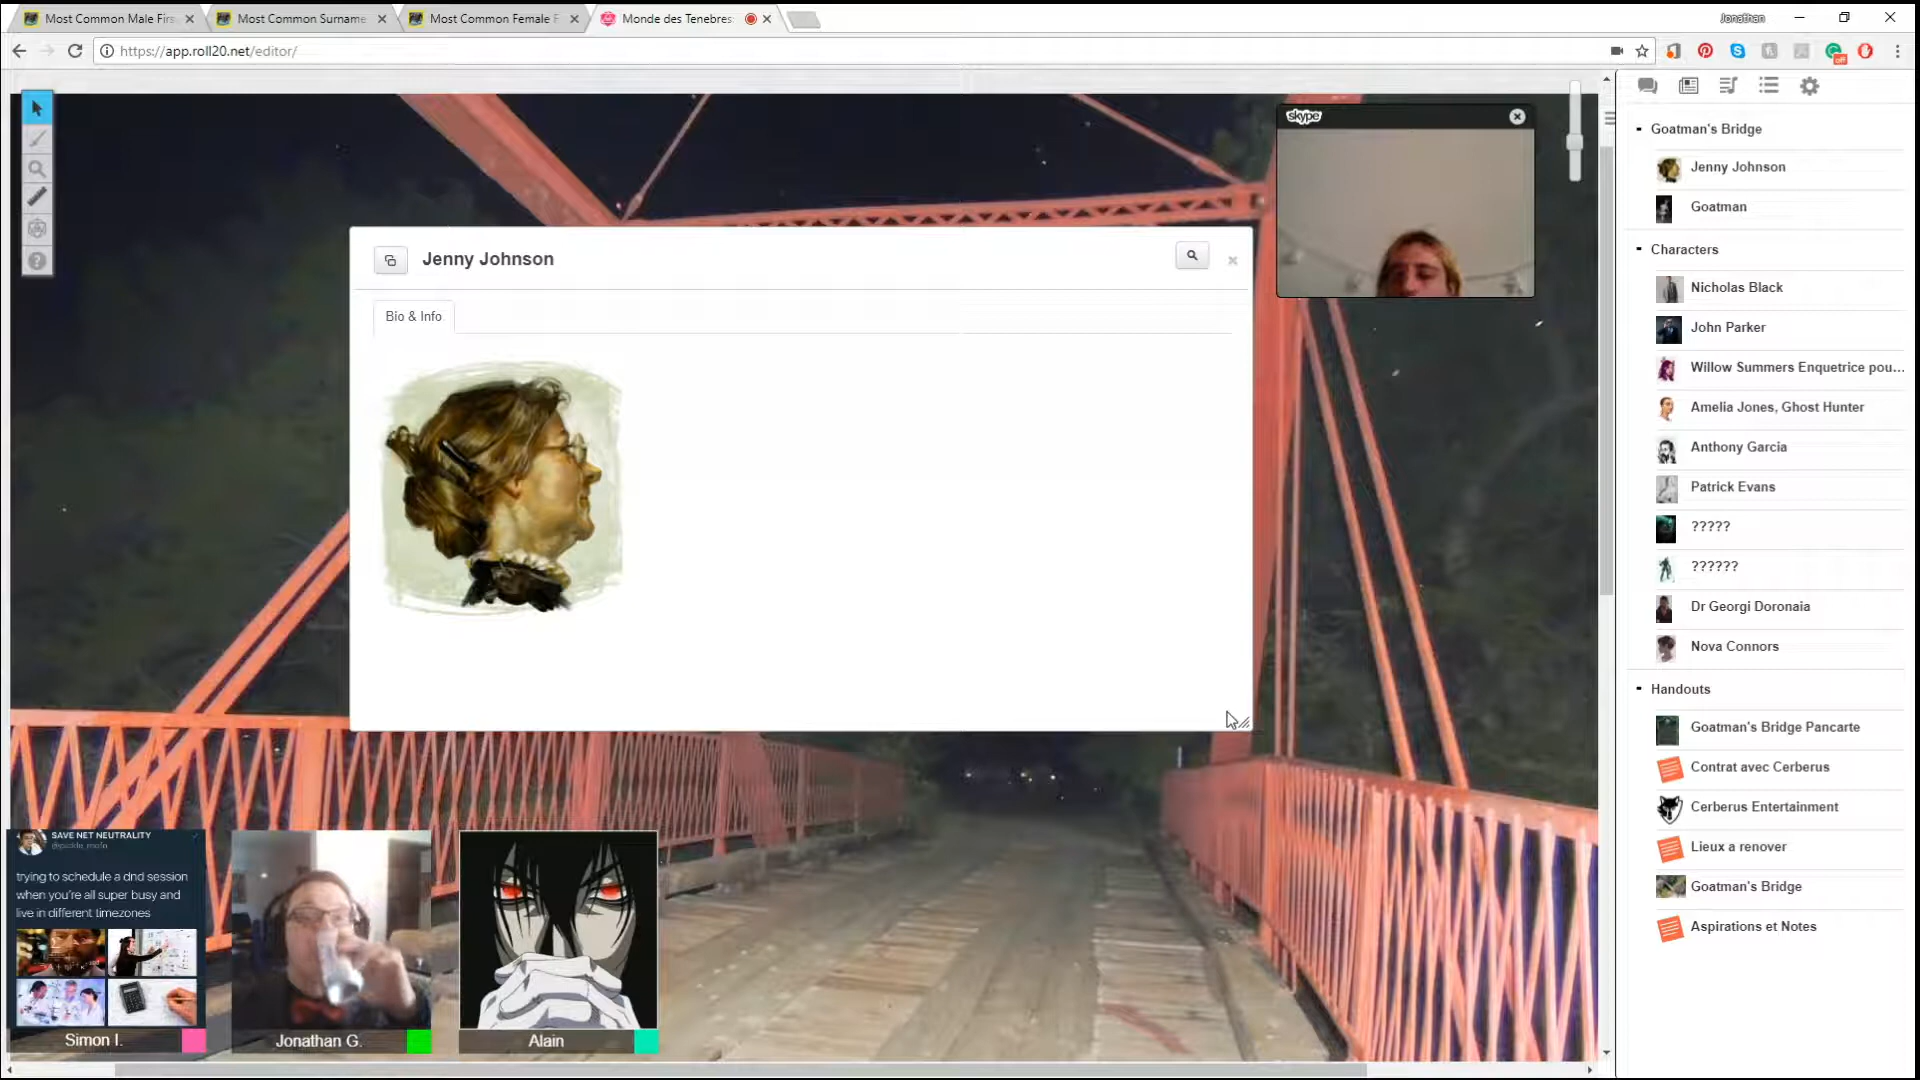 Most Common Male Firs
Most Common Surname
Most Common Female F
Monde des Tenebres
Jonathan
https://app.roll20.net/editor/
off
skype
Jenny Johnson
Bio & Info
Goatman's Bridge
Jenny Johnson
Goatman
Characters
Nicholas Black
John Parker
Willow Summers Enquetrice pou...
Amelia Jones, Ghost Hunter
Anthony Garcia
Patrick Evans
?????
??????
Dr Georgi Doronaia
Nova Connors
Handouts
Goatman's Bridge Pancarte
Contrat avec Cerberus
Cerberus Entertainment
Lieux a renover
Goatman's Bridge
Aspirations et Notes
SAVE NET NEUTRALITY
trying to schedule a dnd session
when you're all super busy and
live in different timezones
Simon I.
Jonathan G.
Alain